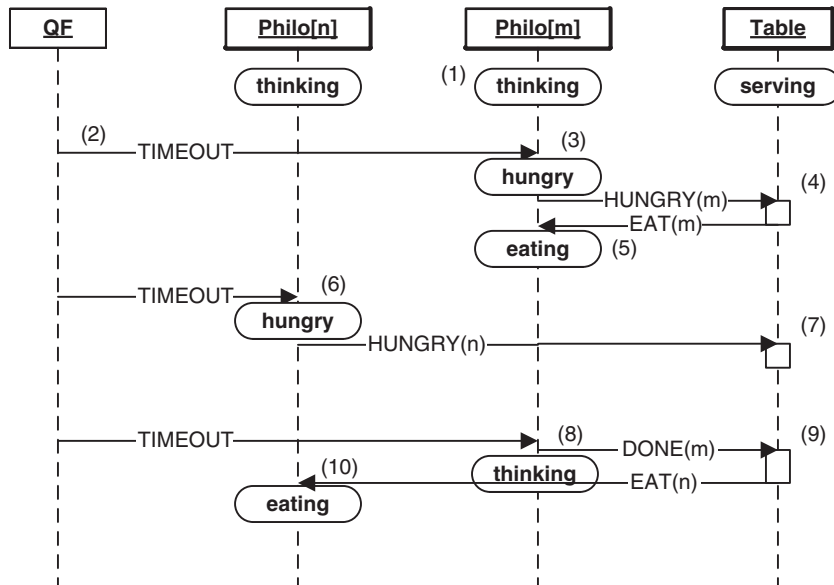 QF Philo[n] Philo[m] Table
thinking (1) thinking serving
(2) TIMEOUT (3)
hungry
HUNGRY(m) (4)
EAT(m)
eating (5)
TIMEOUT (6)
hungry
HUNGRY(n) (7)
TIMEOUT (8) DONE(m) (9)
thinking
(10) EAT(n)
eating